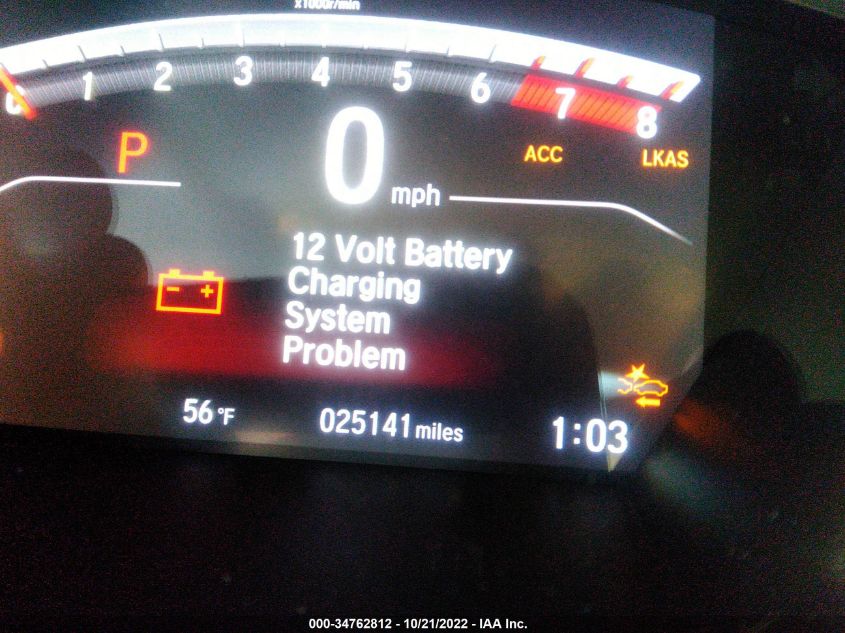 x1000r/min
0 1 2 3 4 5 6 7 8
P
0 mph
ACC
LKAS
12 Volt Battery
Charging
System
Problem
56°F
025141 miles
1:03
000-34762812 - 10/21/2022 - IAA Inc.